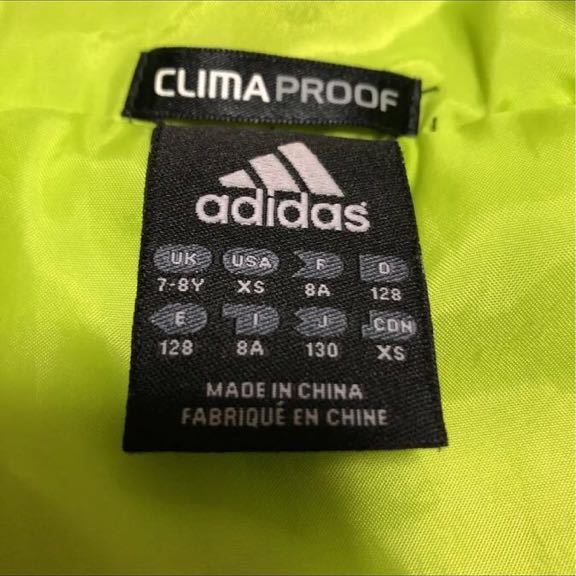 CLIMAPROOF
adidas
UK USA F D
7-8Y XS 8A 128
E I J CDN
128 8A 130 XS
MADE IN CHINA
FABRIQUÉ EN CHINE